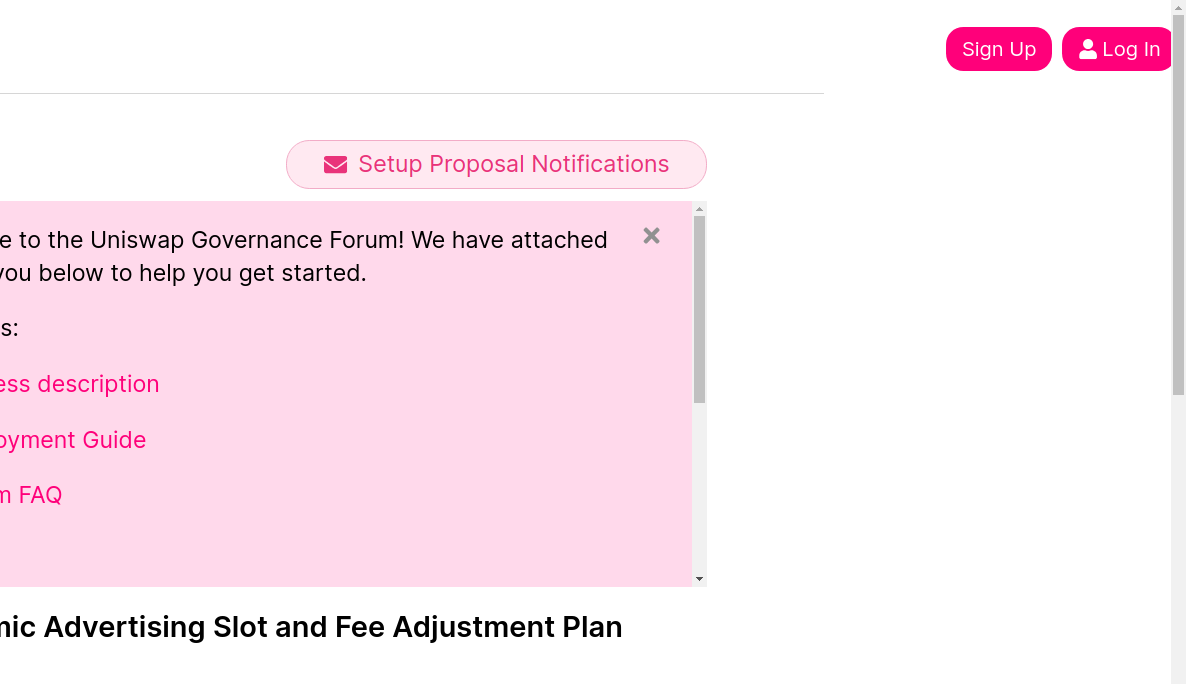 Sign Up
Log In
Setup Proposal Notifications
e to the Uniswap Governance Forum! We have attached
you below to help you get started.
s:
ess description
oyment Guide
m FAQ
mic Advertising Slot and Fee Adjustment Plan